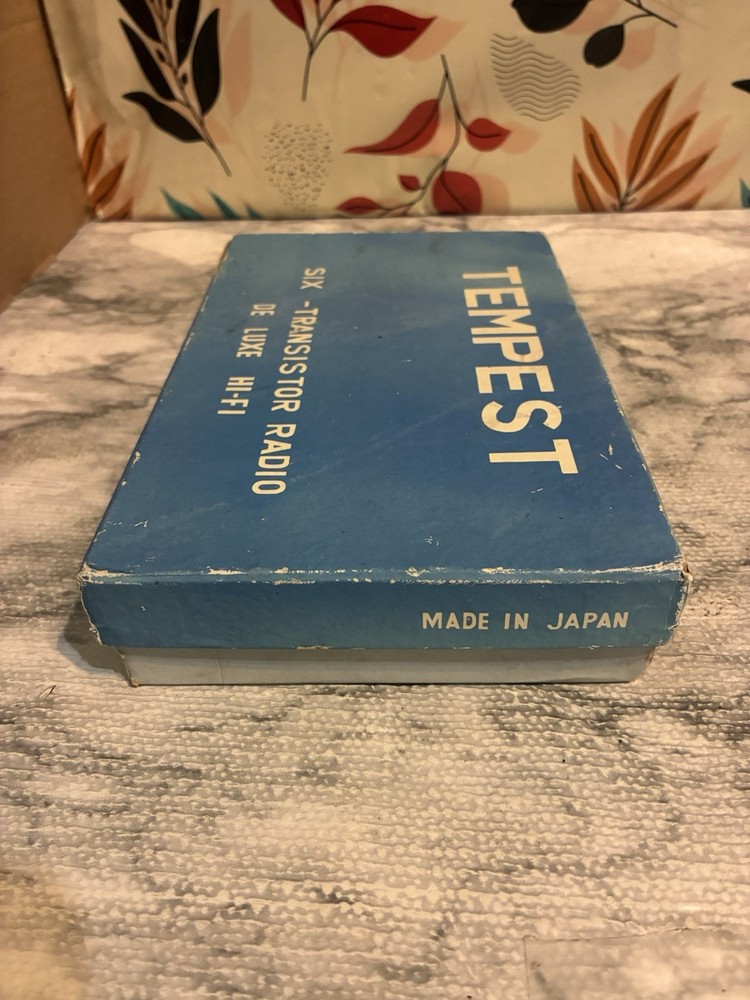 TEMPEST
SIX -TRANSISTOR RADIO
DE LUXE HI-FI
MADE IN JAPAN